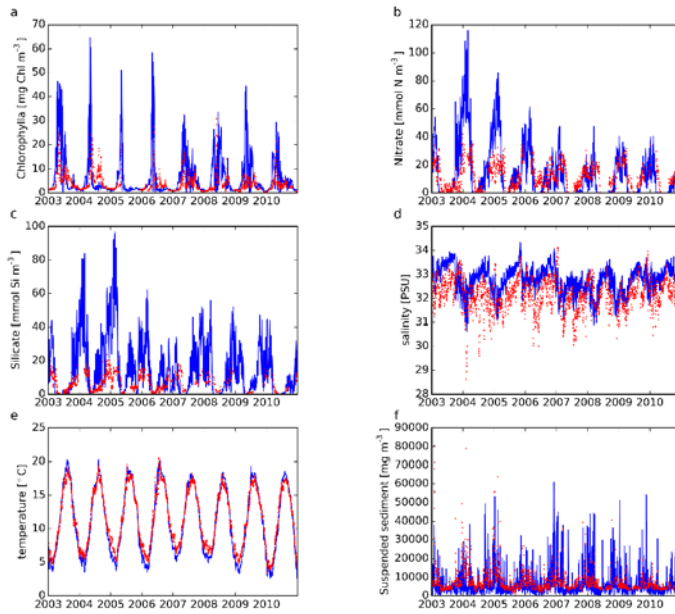 a
Chlorophylla [mg Chl m⁻³]
70
60
50
40
30
20
10
0
2003 2004 2005 2006 2007 2008 2009 2010
b
Nitrate [mmol N m⁻³]
120
100
80
60
40
20
0
2003 2004 2005 2006 2007 2008 2009 2010
c
Silicate [mmol Si m⁻³]
100
80
60
40
20
0
2003 2004 2005 2006 2007 2008 2009 2010
d
salinity [PSU]
35
34
33
32
31
30
29
28
2003 2004 2005 2006 2007 2008 2009 2010
e
temperature [°C]
25
20
15
10
5
0
2003 2004 2005 2006 2007 2008 2009 2010
f
Suspended sediment [mg m⁻³]
90000
80000
70000
60000
50000
40000
30000
20000
10000
0
2003 2004 2005 2006 2007 2008 2009 2010